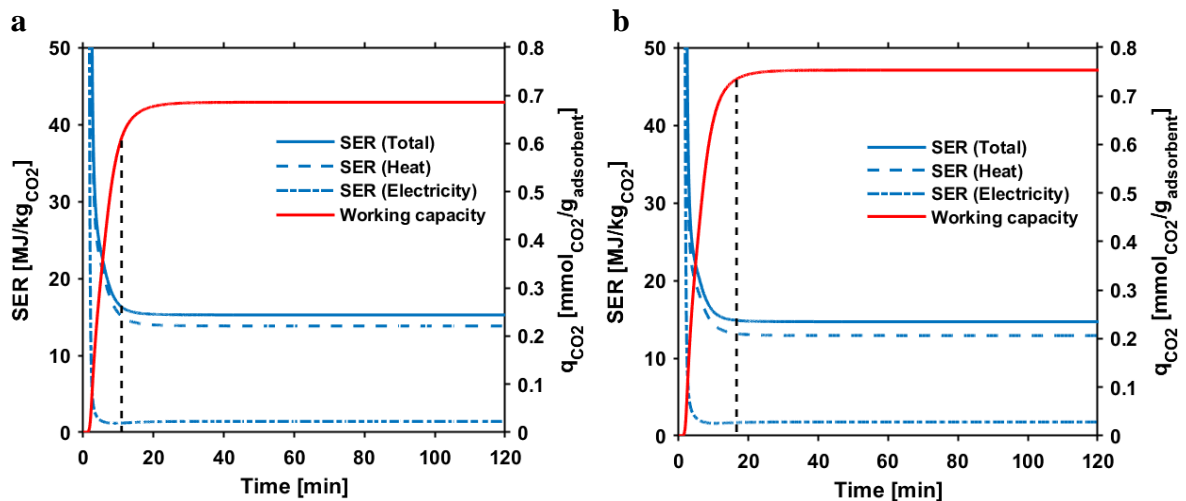 a
50
40
30
20
10
0
SER [MJ/kgCO2]
0.8
0.7
0.6
0.5
0.4
0.3
0.2
0.1
0
qCO2 [mmolCO2/gadsorbent]
SER (Total)
SER (Heat)
SER (Electricity)
Working capacity
0 20 40 60 80 100 120
Time [min]
b
50
40
30
20
10
0
SER [MJ/kgCO2]
0.8
0.7
0.6
0.5
0.4
0.3
0.2
0.1
0
qCO2 [mmolCO2/gadsorbent]
SER (Total)
SER (Heat)
SER (Electricity)
Working capacity
0 20 40 60 80 100 120
Time [min]